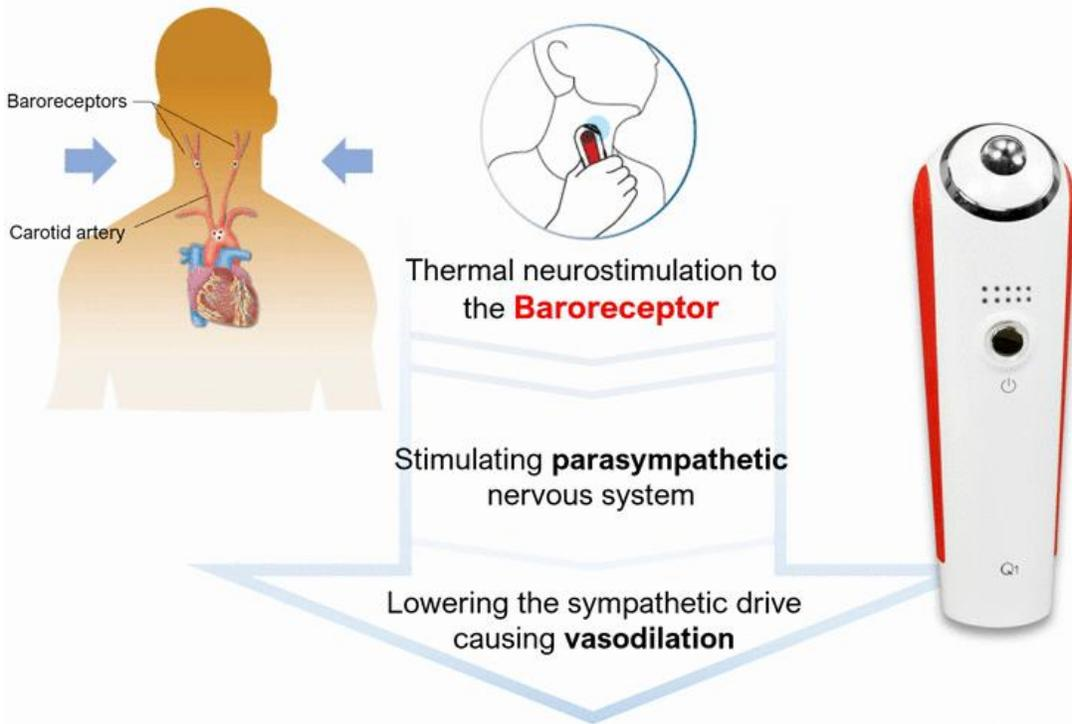 Baroreceptors
Carotid artery
Thermal neurostimulation to
the Baroreceptor
Stimulating parasympathetic
nervous system
Lowering the sympathetic drive
causing vasodilation
Q1